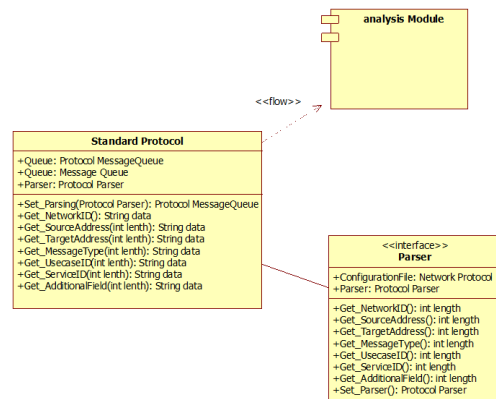 analysis Module
<<flow>>
Standard Protocol
+Queue: Protocol MessageQueue
+Queue: Message Queue
+Parser: Protocol Parser
+Set_Parsing(Protocol Parser): Protocol MessageQueue
+Get_NetworkID(): String data
+Get_SourceAddress(int lenth): String data
+Get_TargetAddress(int lenth): String data
+Get_MessageType(int lenth): String data
+Get_UsecaseID(int lenth): String data
+Get_ServiceID(int lenth): String data
+Get_AdditionalField(int lenth): String data
<<interface>>
Parser
+ConfigurationFile: Network Protocol
+Parser: Protocol Parser
+Get_NetworkID(): int length
+Get_SourceAddress(): int length
+Get_TargetAddress(): int length
+Get_MessageType(): int length
+Get_UsecaseID(): int length
+Get_ServiceID(): int length
+Get_AdditionalField(): int length
+Set_Parser(): Protocol Parser